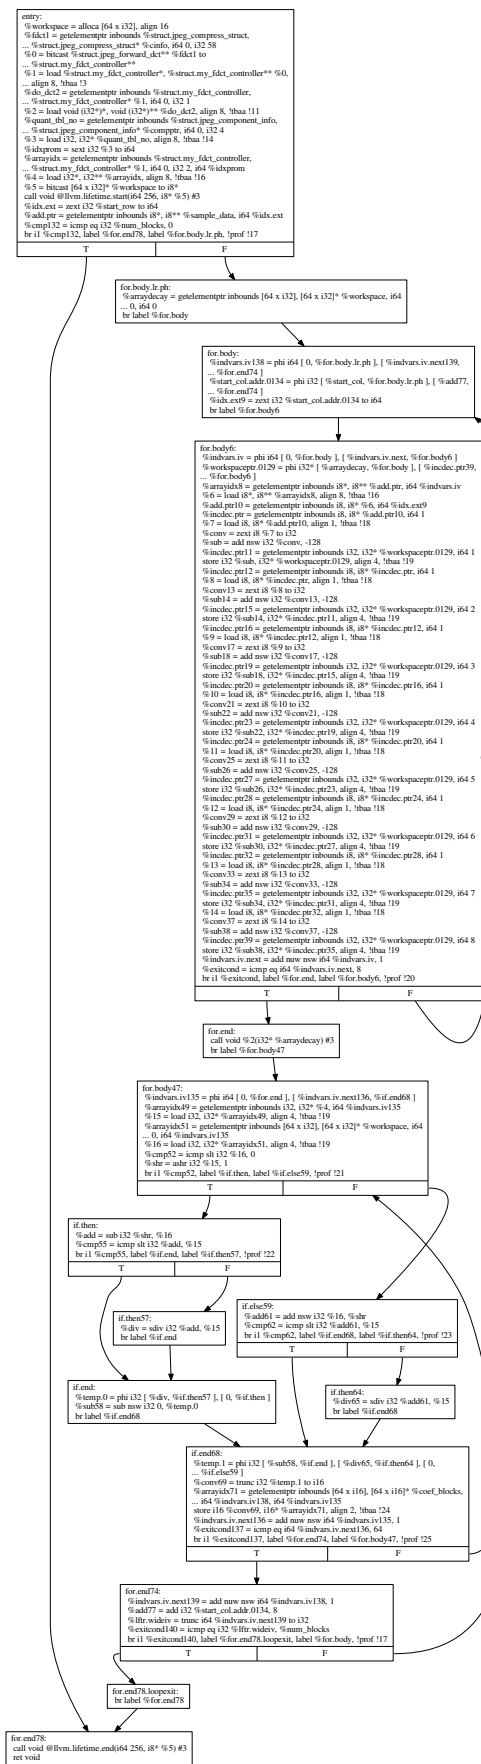 entry:
%workspace = alloca [64 x i32], align 16
%fdct1 = getelementptr inbounds %struct.jpeg_compress_struct,
... %struct.jpeg_compress_struct* %cinfo, i64 0, i32 58
%0 = bitcast %struct.jpeg_forward_dct** %fdct1 to
... %struct.my_fdct_controller**
%1 = load %struct.my_fdct_controller*, %struct.my_fdct_controller** %0,
... align 8, !tbaa !3
%do_dct2 = getelementptr inbounds %struct.my_fdct_controller,
... %struct.my_fdct_controller* %1, i64 0, i32 1
%2 = load void (i32*)*, void (i32*)** %do_dct2, align 8, !tbaa !11
%quant_tbl_no = getelementptr inbounds %struct.jpeg_component_info,
... %struct.jpeg_component_info* %compptr, i64 0, i32 4
%3 = load i32, i32* %quant_tbl_no, align 8, !tbaa !14
%idxprom = sext i32 %3 to i64
%arrayidx = getelementptr inbounds %struct.my_fdct_controller,
... %struct.my_fdct_controller* %1, i64 0, i32 2, i64 %idxprom
%4 = load i32*, i32** %arrayidx, align 8, !tbaa !16
%5 = bitcast [64 x i32]* %workspace to i8*
call void @llvm.lifetime.start(i64 256, i8* %5) #3
%idx.ext = zext i32 %start_row to i64
%add.ptr = getelementptr inbounds i8*, i8** %sample_data, i64 %idx.ext
%cmp132 = icmp eq i32 %num_blocks, 0
br i1 %cmp132, label %for.end78, label %for.body.lr.ph, !prof !17
T F
for.body.lr.ph:
%arraydecay = getelementptr inbounds [64 x i32], [64 x i32]* %workspace, i64
... 0, i64 0
br label %for.body
for.body:
%indvars.iv138 = phi i64 [ 0, %for.body.lr.ph ], [ %indvars.iv.next139,
... %for.end74 ]
%start_col.addr.0134 = phi i32 [ %start_col, %for.body.lr.ph ], [ %add77,
... %for.end74 ]
%idx.ext9 = zext i32 %start_col.addr.0134 to i64
br label %for.body6
for.body6:
%indvars.iv = phi i64 [ 0, %for.body ], [ %indvars.iv.next, %for.body6 ]
%workspaceptr.0129 = phi i32* [ %arraydecay, %for.body ], [ %incdec.ptr39,
... %for.body6 ]
%arrayidx8 = getelementptr inbounds i8*, i8** %add.ptr, i64 %indvars.iv
%6 = load i8*, i8** %arrayidx8, align 8, !tbaa !16
%add.ptr10 = getelementptr inbounds i8, i8* %6, i64 %idx.ext9
%incdec.ptr = getelementptr inbounds i8, i8* %add.ptr10, i64 1
%7 = load i8, i8* %add.ptr10, align 1, !tbaa !18
%conv = zext i8 %7 to i32
%sub = add nsw i32 %conv, -128
%incdec.ptr11 = getelementptr inbounds i32, i32* %workspaceptr.0129, i64 1
store i32 %sub, i32* %workspaceptr.0129, align 4, !tbaa !19
%incdec.ptr12 = getelementptr inbounds i8, i8* %incdec.ptr, i64 1
%8 = load i8, i8* %incdec.ptr, align 1, !tbaa !18
%conv13 = zext i8 %8 to i32
%sub14 = add nsw i32 %conv13, -128
%incdec.ptr15 = getelementptr inbounds i32, i32* %workspaceptr.0129, i64 2
store i32 %sub14, i32* %incdec.ptr11, align 4, !tbaa !19
%incdec.ptr16 = getelementptr inbounds i8, i8* %incdec.ptr12, i64 1
%9 = load i8, i8* %incdec.ptr12, align 1, !tbaa !18
%conv17 = zext i8 %9 to i32
%sub18 = add nsw i32 %conv17, -128
%incdec.ptr19 = getelementptr inbounds i32, i32* %workspaceptr.0129, i64 3
store i32 %sub18, i32* %incdec.ptr15, align 4, !tbaa !19
%incdec.ptr20 = getelementptr inbounds i8, i8* %incdec.ptr16, i64 1
%10 = load i8, i8* %incdec.ptr16, align 1, !tbaa !18
%conv21 = zext i8 %10 to i32
%sub22 = add nsw i32 %conv21, -128
%incdec.ptr23 = getelementptr inbounds i32, i32* %workspaceptr.0129, i64 4
store i32 %sub22, i32* %incdec.ptr19, align 4, !tbaa !19
%incdec.ptr24 = getelementptr inbounds i8, i8* %incdec.ptr20, i64 1
%11 = load i8, i8* %incdec.ptr20, align 1, !tbaa !18
%conv25 = zext i8 %11 to i32
%sub26 = add nsw i32 %conv25, -128
%incdec.ptr27 = getelementptr inbounds i32, i32* %workspaceptr.0129, i64 5
store i32 %sub26, i32* %incdec.ptr23, align 4, !tbaa !19
%incdec.ptr28 = getelementptr inbounds i8, i8* %incdec.ptr24, i64 1
%12 = load i8, i8* %incdec.ptr24, align 1, !tbaa !18
%conv29 = zext i8 %12 to i32
%sub30 = add nsw i32 %conv29, -128
%incdec.ptr31 = getelementptr inbounds i32, i32* %workspaceptr.0129, i64 6
store i32 %sub30, i32* %incdec.ptr27, align 4, !tbaa !19
%incdec.ptr32 = getelementptr inbounds i8, i8* %incdec.ptr28, i64 1
%13 = load i8, i8* %incdec.ptr28, align 1, !tbaa !18
%conv33 = zext i8 %13 to i32
%sub34 = add nsw i32 %conv33, -128
%incdec.ptr35 = getelementptr inbounds i32, i32* %workspaceptr.0129, i64 7
store i32 %sub34, i32* %incdec.ptr31, align 4, !tbaa !19
%14 = load i8, i8* %incdec.ptr32, align 1, !tbaa !18
%conv37 = zext i8 %14 to i32
%sub38 = add nsw i32 %conv37, -128
%incdec.ptr39 = getelementptr inbounds i32, i32* %workspaceptr.0129, i64 8
store i32 %sub38, i32* %incdec.ptr35, align 4, !tbaa !19
%indvars.iv.next = add nuw nsw i64 %indvars.iv, 1
%exitcond = icmp eq i64 %indvars.iv.next, 8
br i1 %exitcond, label %for.end, label %for.body6, !prof !20
T F
for.end:
call void %2(i32* %arraydecay) #3
br label %for.body47
for.body47:
%indvars.iv135 = phi i64 [ 0, %for.end ], [ %indvars.iv.next136, %if.end68 ]
%arrayidx49 = getelementptr inbounds i32, i32* %4, i64 %indvars.iv135
%15 = load i32, i32* %arrayidx49, align 4, !tbaa !19
%arrayidx51 = getelementptr inbounds [64 x i32], [64 x i32]* %workspace, i64
... 0, i64 %indvars.iv135
%16 = load i32, i32* %arrayidx51, align 4, !tbaa !19
%cmp52 = icmp slt i32 %16, 0
%shr = ashr i32 %15, 1
br i1 %cmp52, label %if.then, label %if.else59, !prof !21
T F
if.then:
%add = sub i32 %shr, %16
%cmp55 = icmp slt i32 %add, %15
br i1 %cmp55, label %if.end, label %if.then57, !prof !22
T F
if.then57:
%div = sdiv i32 %add, %15
br label %if.end
if.else59:
%add61 = add nsw i32 %16, %shr
%cmp62 = icmp slt i32 %add61, %15
br i1 %cmp62, label %if.end68, label %if.then64, !prof !23
T F
if.end:
%temp.0 = phi i32 [ %div, %if.then57 ], [ 0, %if.then ]
%sub58 = sub nsw i32 0, %temp.0
br label %if.end68
if.then64:
%div65 = sdiv i32 %add61, %15
br label %if.end68
if.end68:
%temp.1 = phi i32 [ %sub58, %if.end ], [ %div65, %if.then64 ], [ 0,
... %if.else59 ]
%conv69 = trunc i32 %temp.1 to i16
%arrayidx71 = getelementptr inbounds [64 x i16], [64 x i16]* %coef_blocks,
... i64 %indvars.iv138, i64 %indvars.iv135
store i16 %conv69, i16* %arrayidx71, align 2, !tbaa !24
%indvars.iv.next136 = add nuw nsw i64 %indvars.iv135, 1
%exitcond137 = icmp eq i64 %indvars.iv.next136, 64
br i1 %exitcond137, label %for.end74, label %for.body47, !prof !25
T F
for.end74:
%indvars.iv.next139 = add nuw nsw i64 %indvars.iv138, 1
%add77 = add i32 %start_col.addr.0134, 8
%lftr.wideiv = trunc i64 %indvars.iv.next139 to i32
%exitcond140 = icmp eq i32 %lftr.wideiv, %num_blocks
br i1 %exitcond140, label %for.end78.loopexit, label %for.body, !prof !17
T F
for.end78.loopexit:
br label %for.end78
for.end78:
call void @llvm.lifetime.end(i64 256, i8* %5) #3
ret void